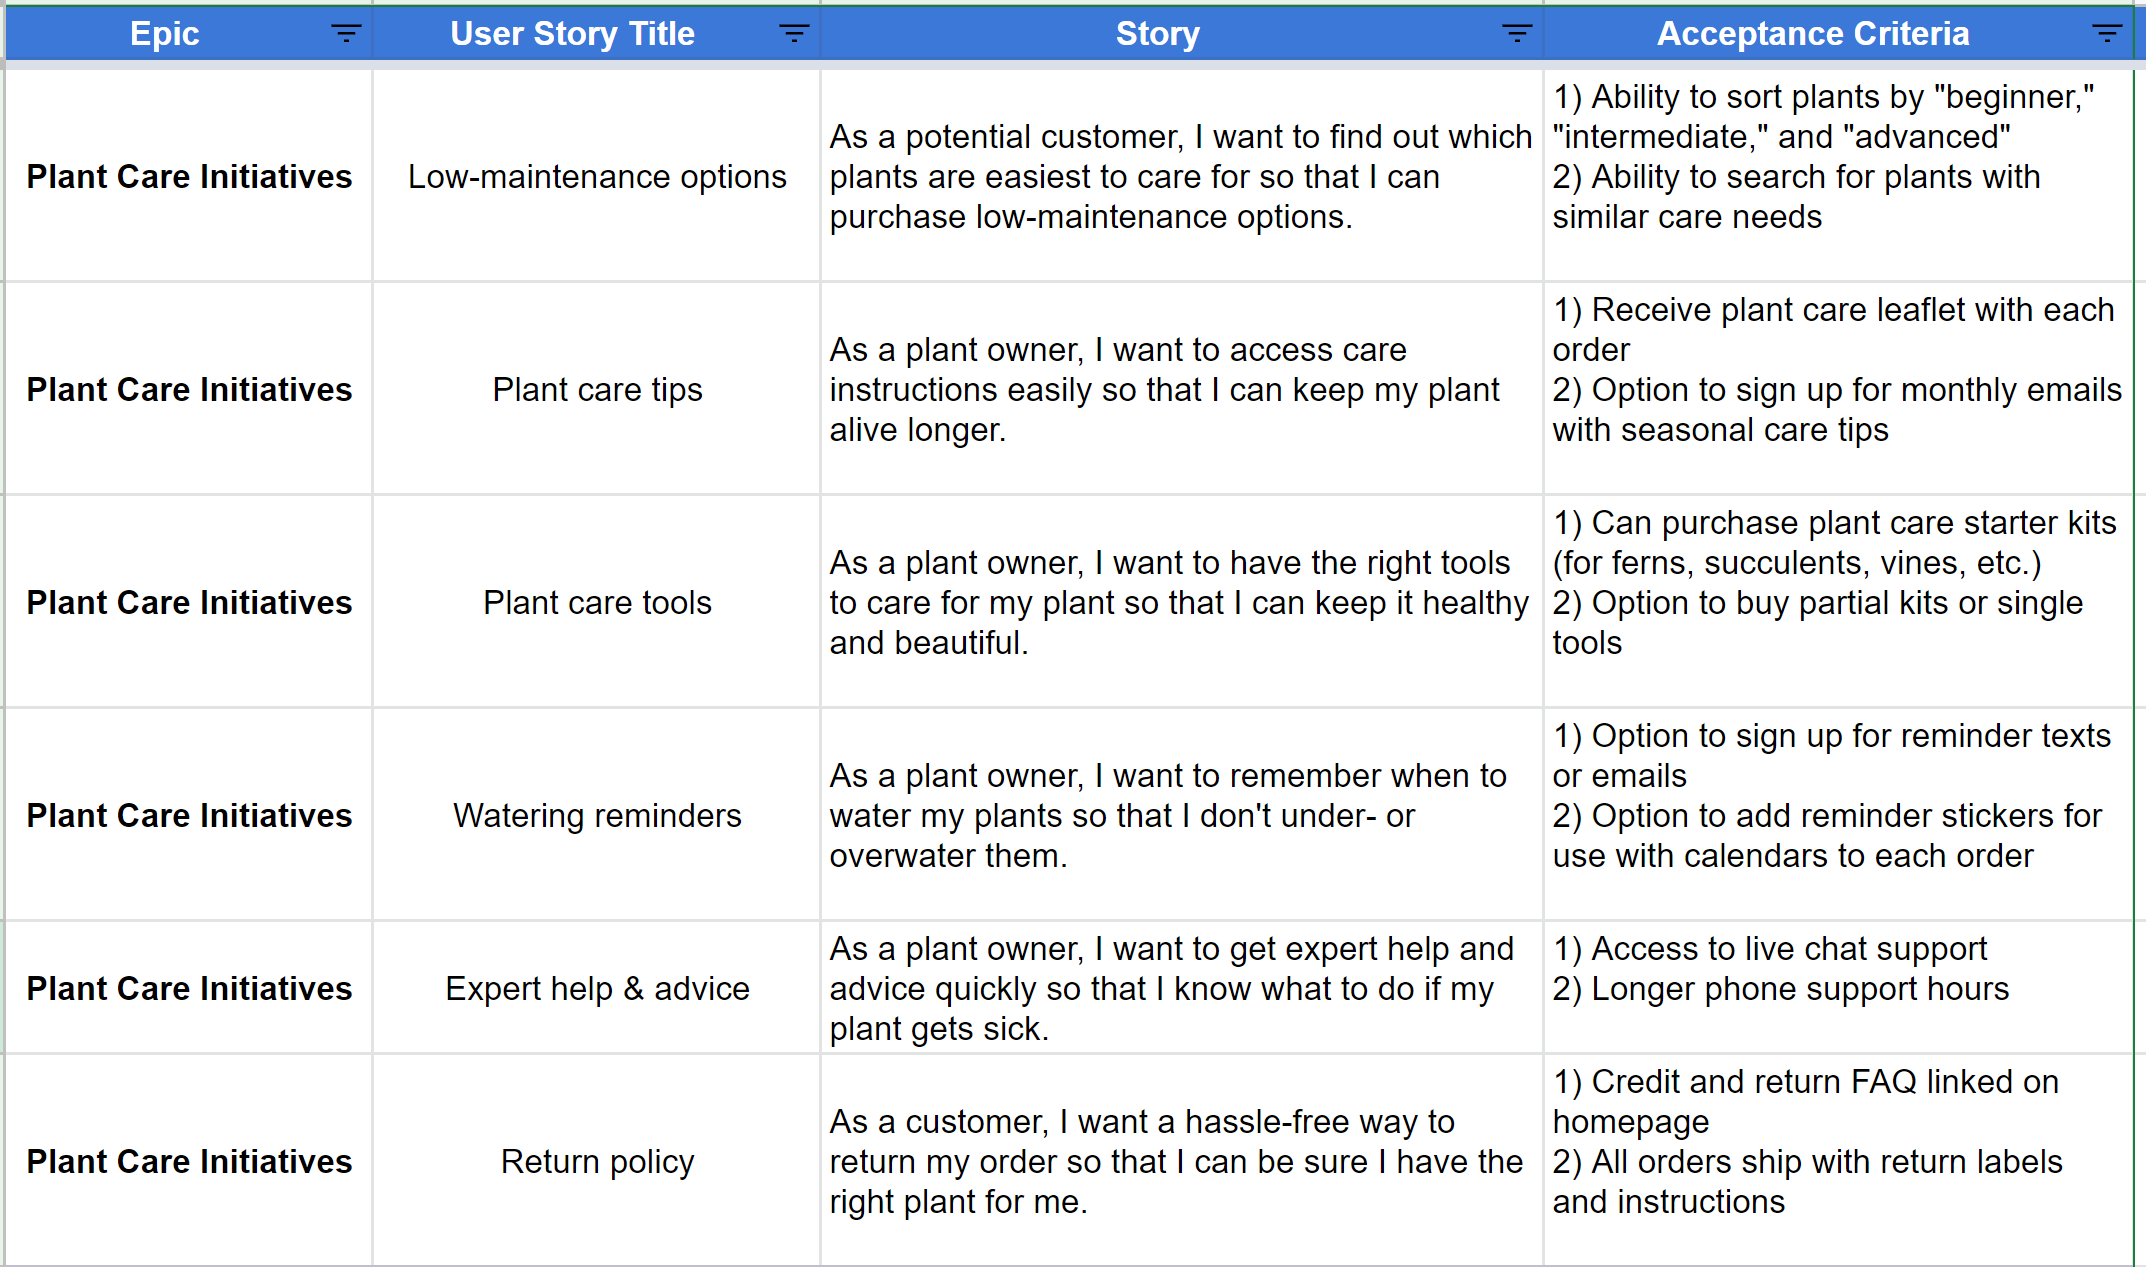 Epic
User Story Title
Story
Acceptance Criteria
Plant Care Initiatives
Low-maintenance options
As a potential customer, I want to find out which
plants are easiest to care for so that I can
purchase low-maintenance options.
1) Ability to sort plants by "beginner,"
"intermediate," and "advanced"
2) Ability to search for plants with
similar care needs
Plant Care Initiatives
Plant care tips
As a plant owner, I want to access care
instructions easily so that I can keep my plant
alive longer.
1) Receive plant care leaflet with each
order
2) Option to sign up for monthly emails
with seasonal care tips
Plant Care Initiatives
Plant care tools
As a plant owner, I want to have the right tools
to care for my plant so that I can keep it healthy
and beautiful.
1) Can purchase plant care starter kits
(for ferns, succulents, vines, etc.)
2) Option to buy partial kits or single
tools
Plant Care Initiatives
Watering reminders
As a plant owner, I want to remember when to
water my plants so that I don't under- or
overwater them.
1) Option to sign up for reminder texts
or emails
2) Option to add reminder stickers for
use with calendars to each order
Plant Care Initiatives
Expert help & advice
As a plant owner, I want to get expert help and
advice quickly so that I know what to do if my
plant gets sick.
1) Access to live chat support
2) Longer phone support hours
Plant Care Initiatives
Return policy
As a customer, I want a hassle-free way to
return my order so that I can be sure I have the
right plant for me.
1) Credit and return FAQ linked on
homepage
2) All orders ship with return labels
and instructions